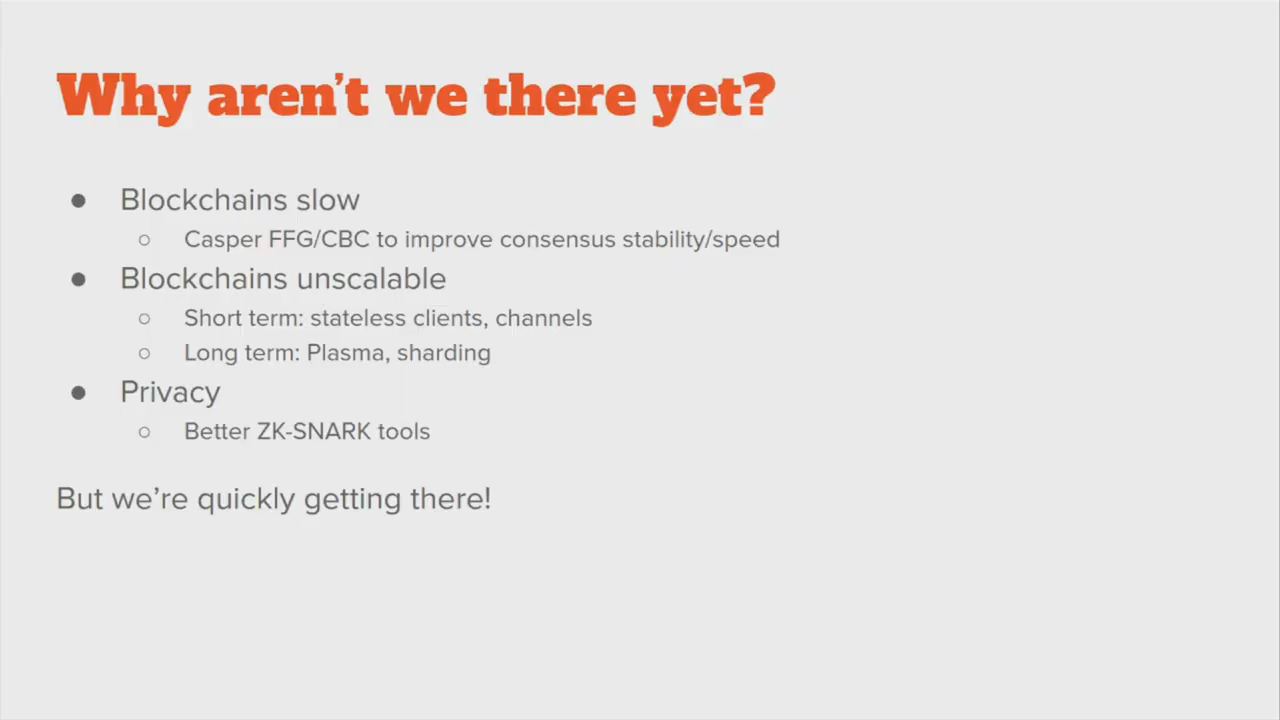 Why aren’t we there yet?
● Blockchains slow
○ Casper FFG/CBC to improve consensus stability/speed
● Blockchains unscalable
○ Short term: stateless clients, channels
○ Long term: Plasma, sharding
● Privacy
○ Better ZK-SNARK tools
But we’re quickly getting there!